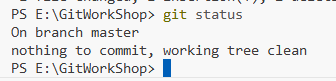 PS E:\GitWorkShop> git status
On branch master
nothing to commit, working tree clean
PS E:\GitWorkShop>